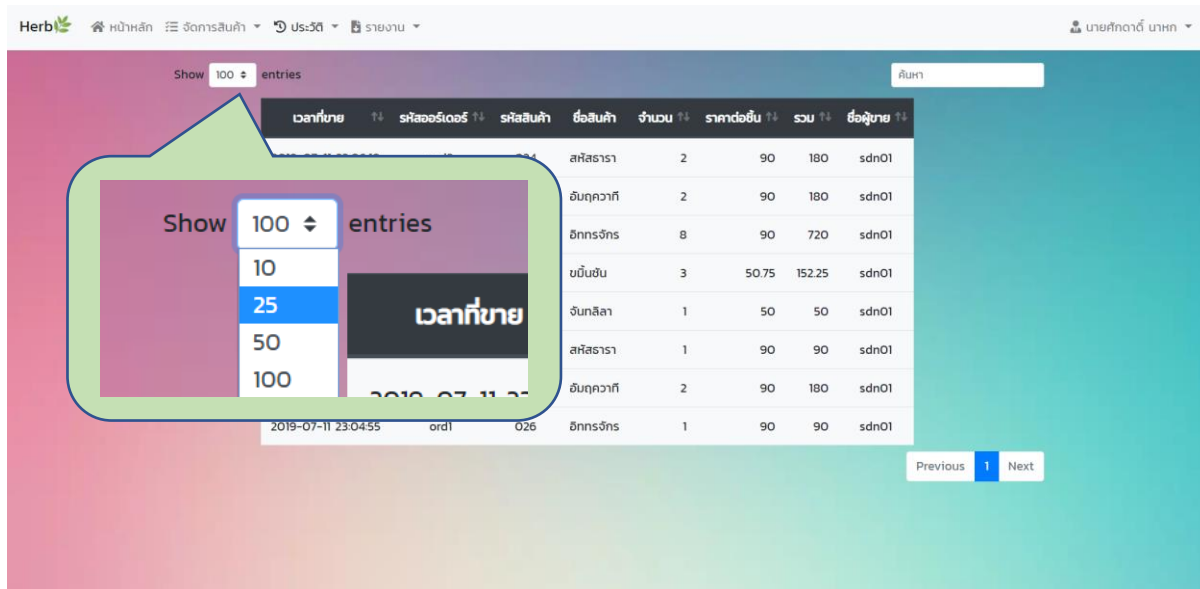 Herb หน้าหลัก จัดการสินค้า ประวัติ รายงาน นายศักดาดิ์ นาหก
Show 100 entries ค้นหา
เวลาที่ขาย รหัสออร์เดอร์ รหัสสินค้า ชื่อสินค้า จำนวน ราคาต่อชิ้น รวม ชื่อผู้ขาย
สหัสธารา 2 90 180 sdn01
อัมฤควาที 2 90 180 sdn01
อินทรจักร 8 90 720 sdn01
ขมิ้นชัน 3 50.75 152.25 sdn01
จันทลีลา 1 50 50 sdn01
สหัสธารา 1 90 90 sdn01
อัมฤควาที 2 90 180 sdn01
2019-07-11 23:04:55 ord1 026 อินทรจักร 1 90 90 sdn01
Show 100 entries
10
25
50
100
เวลาที่ขาย
Previous 1 Next